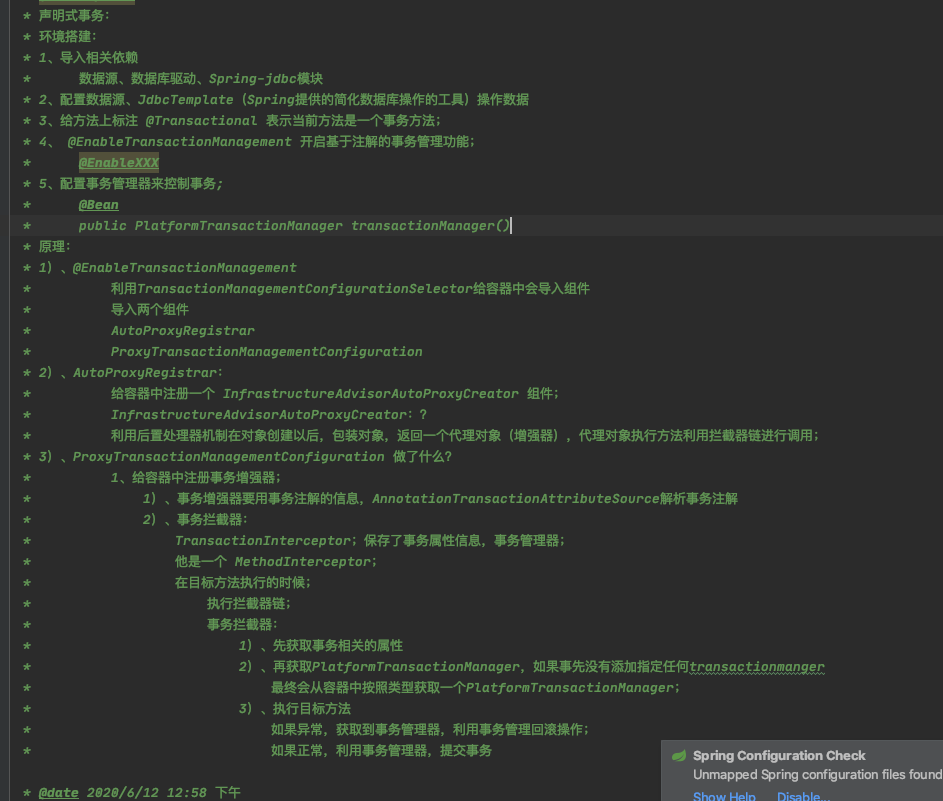 * 声明式事务：
* 环境搭建：
* 1、导入相关依赖
*      数据源、数据库驱动、Spring-jdbc模块
* 2、配置数据源、JdbcTemplate（Spring提供的简化数据库操作的工具）操作数据
* 3、给方法上标注 @Transactional 表示当前方法是一个事务方法；
* 4、 @EnableTransactionManagement 开启基于注解的事务管理功能；
*      @EnableXXX
* 5、配置事务管理器来控制事务;
*      @Bean
*      public PlatformTransactionManager transactionManager()
* 原理：
* 1）、@EnableTransactionManagement
*          利用TransactionManagementConfigurationSelector给容器中会导入组件
*          导入两个组件
*          AutoProxyRegistrar
*          ProxyTransactionManagementConfiguration
* 2）、AutoProxyRegistrar：
*          给容器中注册一个 InfrastructureAdvisorAutoProxyCreator 组件；
*          InfrastructureAdvisorAutoProxyCreator：？
*          利用后置处理器机制在对象创建以后，包装对象，返回一个代理对象（增强器），代理对象执行方法利用拦截器链进行调用；
* 3）、ProxyTransactionManagementConfiguration 做了什么？
*          1、给容器中注册事务增强器；
*              1）、事务增强器要用事务注解的信息，AnnotationTransactionAttributeSource解析事务注解
*              2）、事务拦截器：
*                  TransactionInterceptor；保存了事务属性信息，事务管理器；
*                  他是一个 MethodInterceptor；
*                  在目标方法执行的时候；
*                      执行拦截器链；
*                      事务拦截器：
*                          1）、先获取事务相关的属性
*                          2）、再获取PlatformTransactionManager，如果事先没有添加指定任何transactionmanger
*                              最终会从容器中按照类型获取一个PlatformTransactionManager；
*                          3）、执行目标方法
*                              如果异常，获取到事务管理器，利用事务管理回滚操作；
*                              如果正常，利用事务管理器，提交事务
* @date 2020/6/12 12:58 下午
Spring Configuration Check
Unmapped Spring configuration files found
Show Help   Disable...